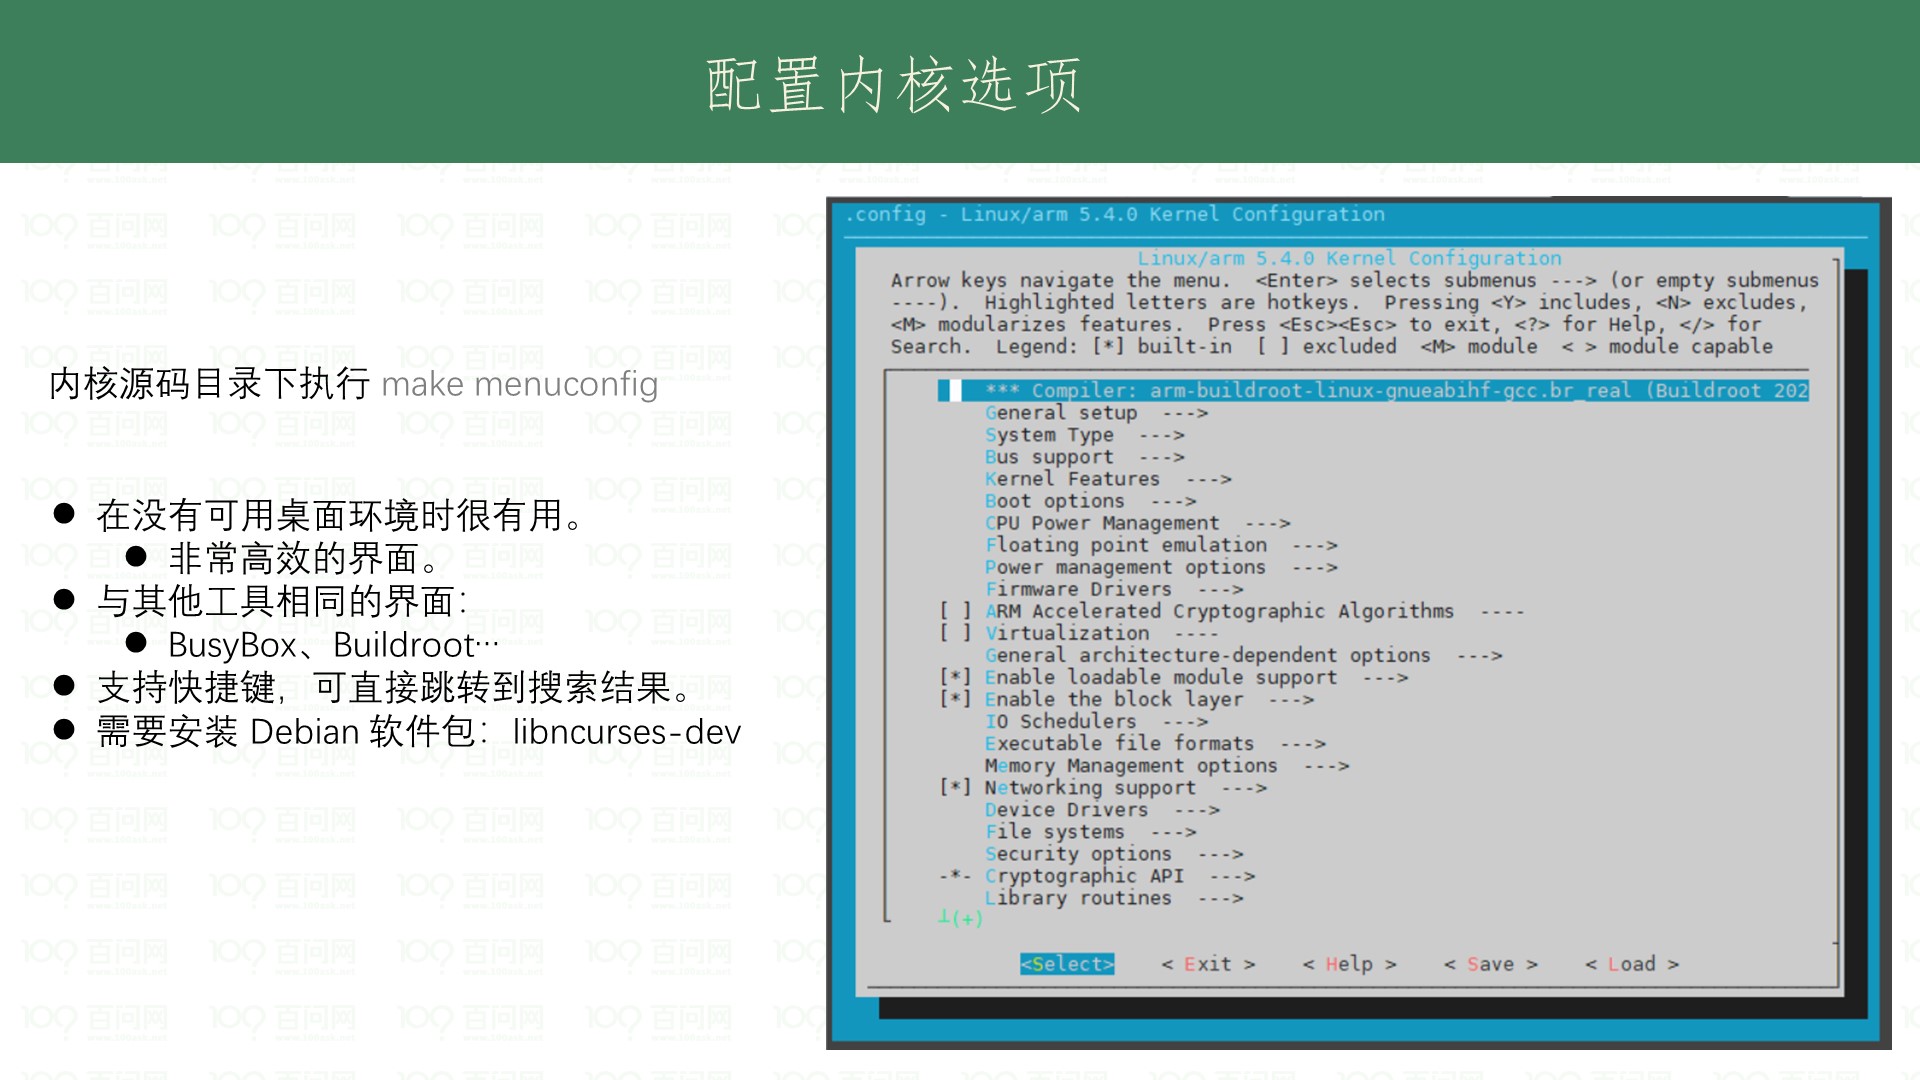 配置内核选项
内核源码目录下执行 make menuconfig
● 在没有可用桌面环境时很有用。
● 非常高效的界面。
● 与其他工具相同的界面：
● BusyBox、Buildroot…
● 支持快捷键，可直接跳转到搜索结果。
● 需要安装 Debian 软件包：libncurses-dev
.config - Linux/arm 5.4.0 Kernel Configuration
Linux/arm 5.4.0 Kernel Configuration
Arrow keys navigate the menu.  <Enter> selects submenus ---> (or empty submenus
----).  Highlighted letters are hotkeys.  Pressing <Y> includes, <N> excludes,
<M> modularizes features.  Press <Esc><Esc> to exit, <?> for Help, </> for
Search.  Legend: [*] built-in  [ ] excluded  <M> module  < > module capable
*** Compiler: arm-buildroot-linux-gnueabihf-gcc.br_real (Buildroot 202
General setup  --->
System Type  --->
Bus support  --->
Kernel Features  --->
Boot options  --->
CPU Power Management  --->
Floating point emulation  --->
Power management options  --->
Firmware Drivers  --->
[ ] ARM Accelerated Cryptographic Algorithms  ----
[ ] Virtualization  ----
General architecture-dependent options  --->
[*] Enable loadable module support  --->
[*] Enable the block layer  --->
IO Schedulers  --->
Executable file formats  --->
Memory Management options  --->
[*] Networking support  --->
Device Drivers  --->
File systems  --->
Security options  --->
-*- Cryptographic API  --->
Library routines  --->
┴(+)
<Select>    < Exit >    < Help >    < Save >    < Load >